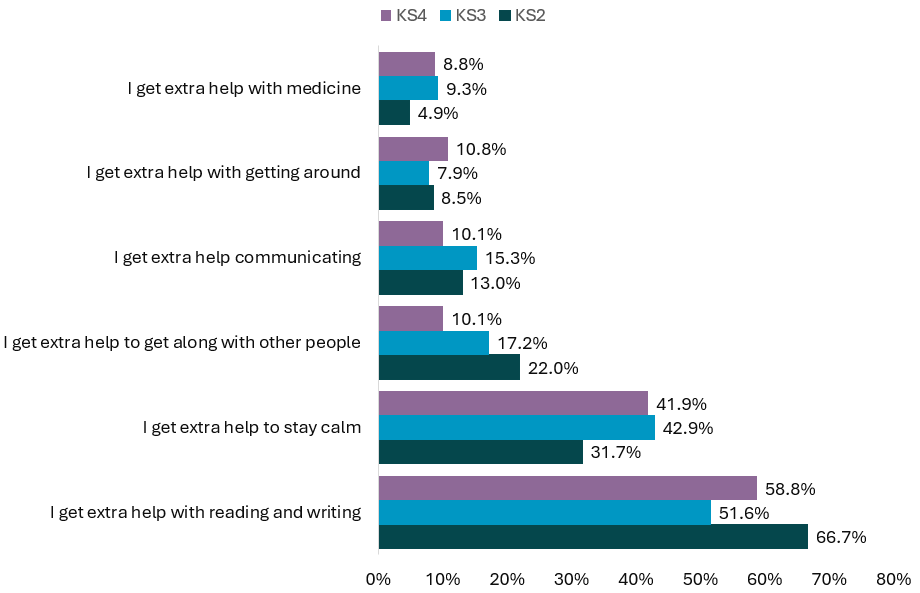 KS4 KS3 KS2
I get extra help with medicine
8.8%
9.3%
4.9%
I get extra help with getting around
10.8%
7.9%
8.5%
I get extra help communicating
10.1%
15.3%
13.0%
I get extra help to get along with other people
10.1%
17.2%
22.0%
I get extra help to stay calm
41.9%
42.9%
31.7%
I get extra help with reading and writing
58.8%
51.6%
66.7%
0% 10% 20% 30% 40% 50% 60% 70% 80%